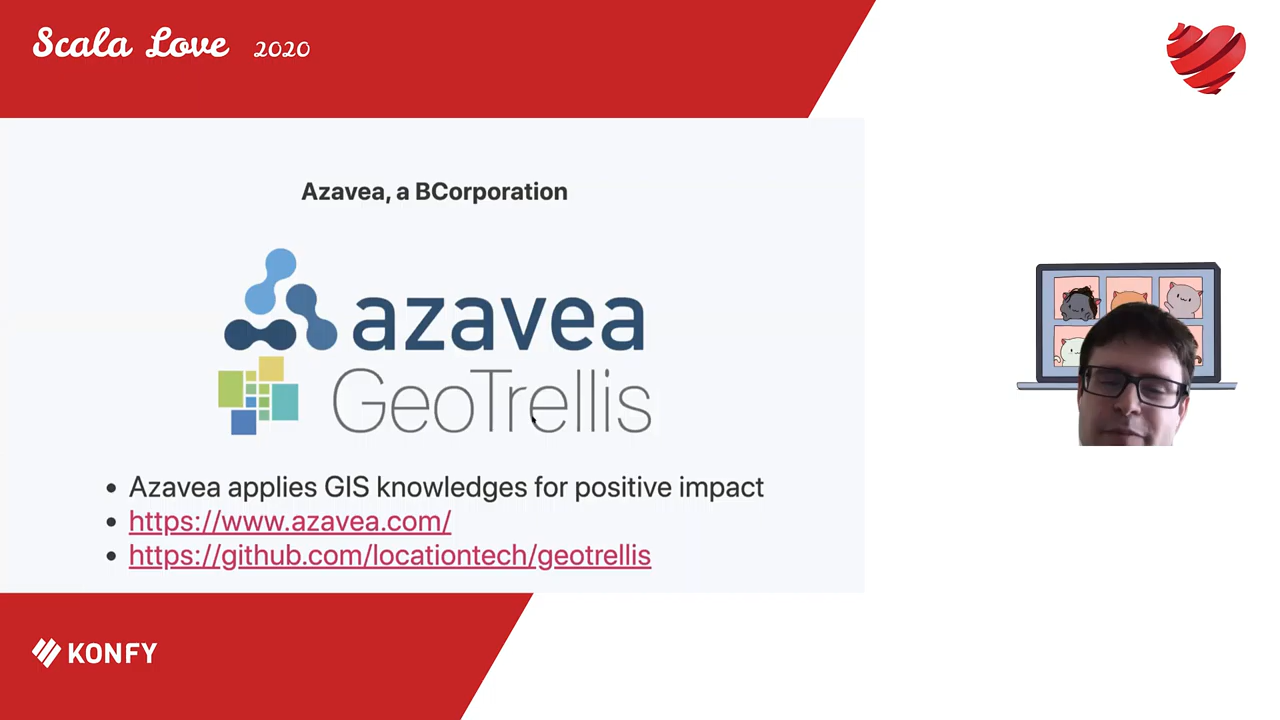 Scala Love 2020
Azavea, a BCorporation
azavea
GeoTrellis
Azavea applies GIS knowledges for positive impact
https://www.azavea.com/
https://github.com/locationtech/geotrellis
KONFY